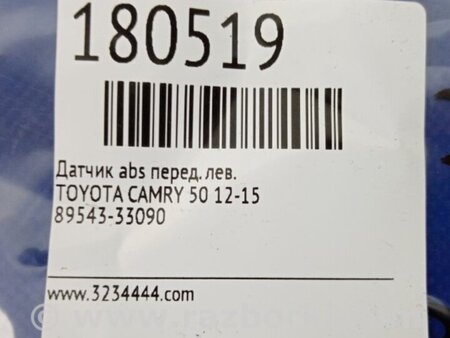 180519
Датчик abs перед. лев.
TOYOTA CAMRY 50 12-15
89543-33090
www.3234444.com